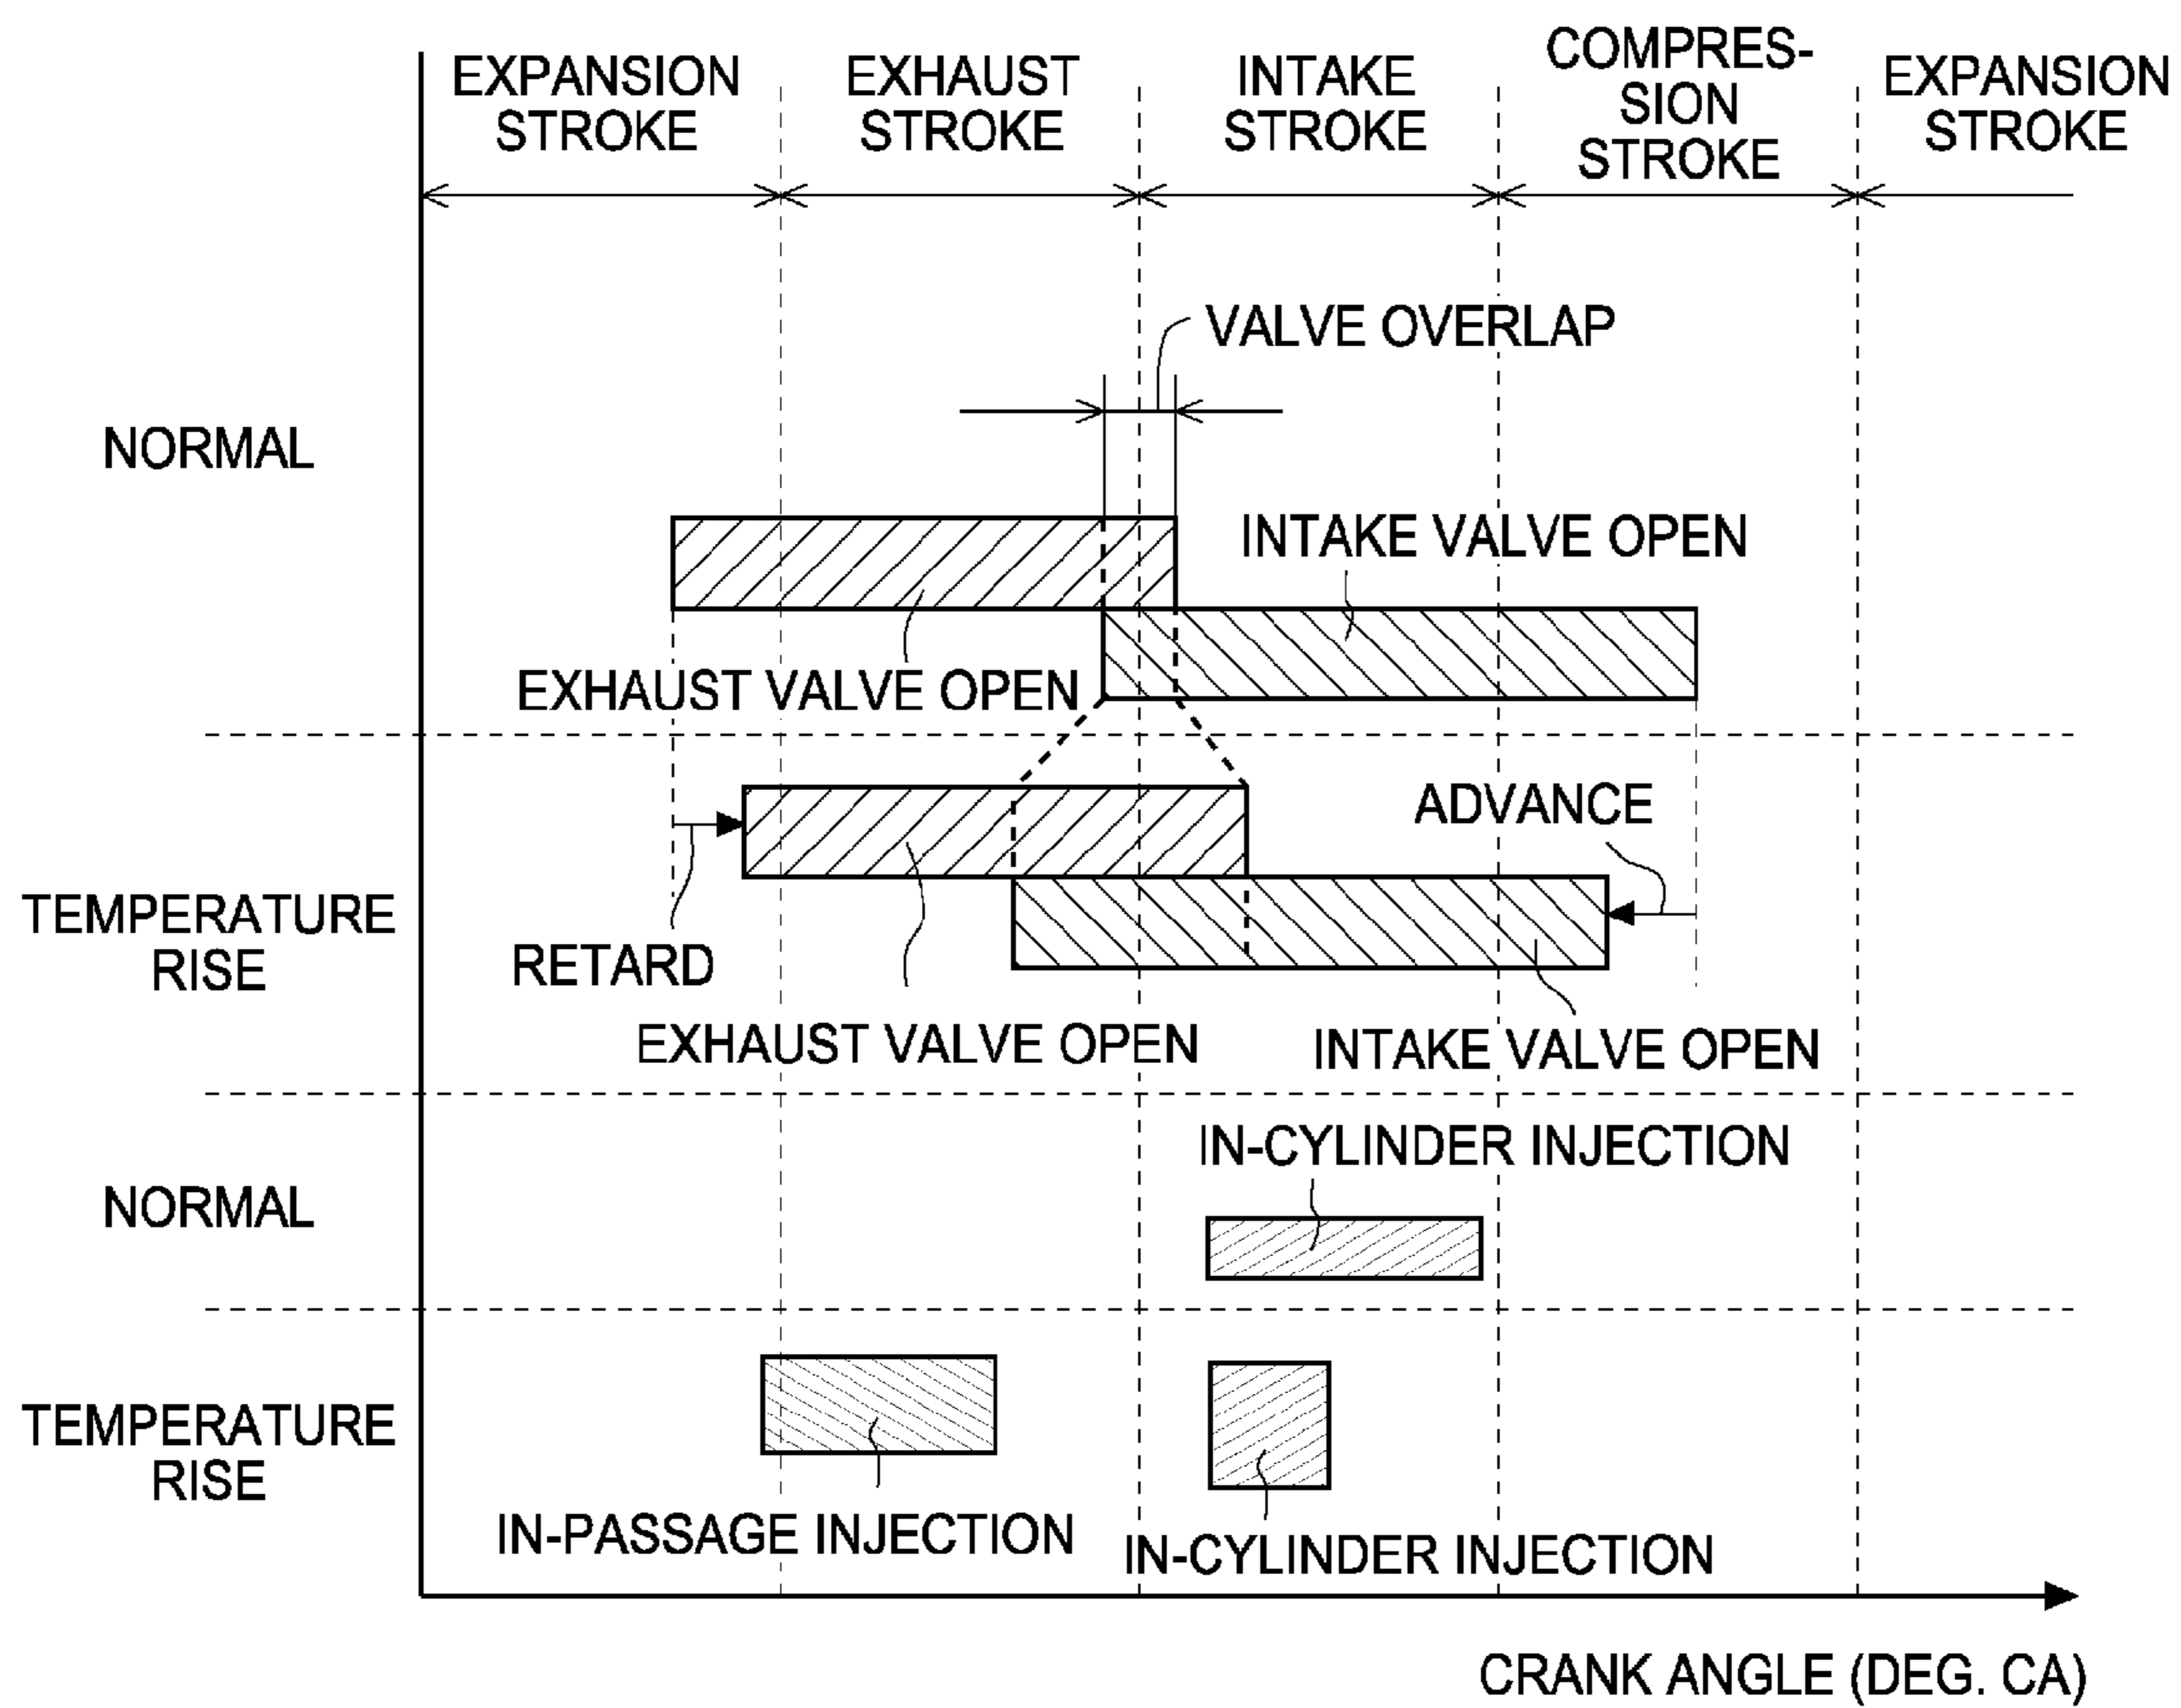 EXPANSION
STROKE
EXHAUST
STROKE
INTAKE
STROKE
COMPRES-
SION
STROKE
EXPANSION
STROKE
VALVE OVERLAP
NORMAL
INTAKE VALVE OPEN
EXHAUST VALVE OPEN
ADVANCE
TEMPERATURE
RISE
RETARD
EXHAUST VALVE OPEN
INTAKE VALVE OPEN
IN-CYLINDER INJECTION
NORMAL
TEMPERATURE
RISE
IN-PASSAGE INJECTION
IN-CYLINDER INJECTION
CRANK ANGLE (DEG. CA)